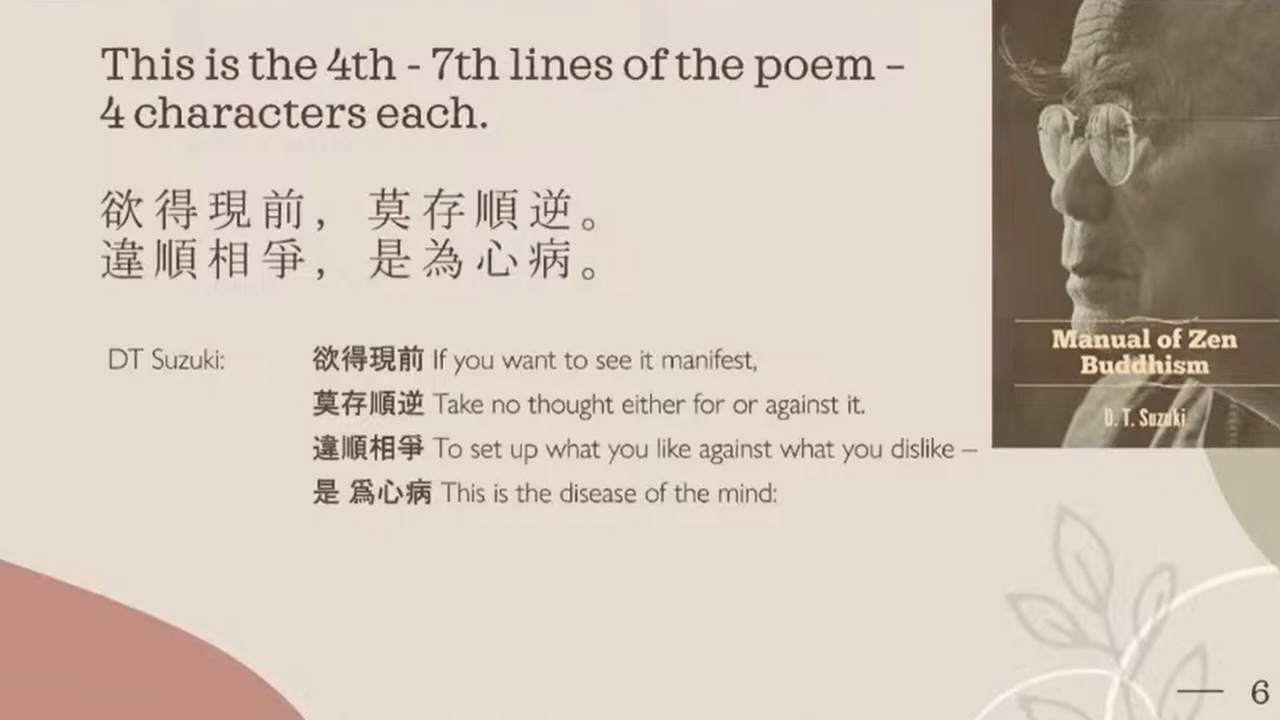 This is the 4th - 7th lines of the poem –
4 characters each.
欲得現前, 莫存順逆。
違順相爭, 是為心病。
DT Suzuki:
欲得現前 If you want to see it manifest,
莫存順逆 Take no thought either for or against it.
違順相爭 To set up what you like against what you dislike –
是 爲心病 This is the disease of the mind:
Manual of Zen
Buddhism
D. T. Suzuki
6